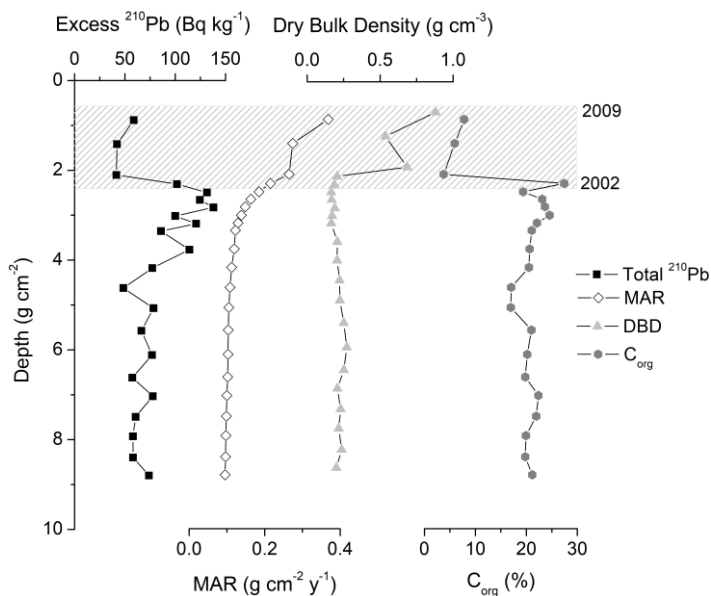 Excess ²¹⁰Pb (Bq kg⁻¹) Dry Bulk Density (g cm⁻³)
0 50 100 150 0.0 0.5 1.0
0
2009
2
2002
4
Total ²¹⁰Pb
MAR
DBD
C_org
6
8
10
Depth (g cm⁻²)
0.0 0.2 0.4 0 10 20 30
MAR (g cm⁻² y⁻¹) C_org (%)